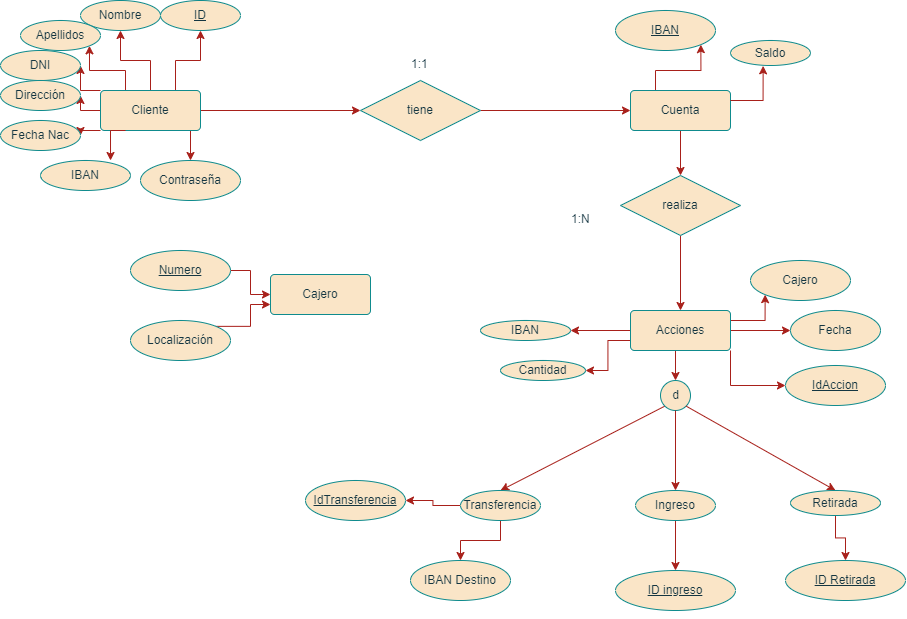 Nombre
ID
Apellidos
DNI
Dirección
Fecha Nac
IBAN
Contraseña
Cliente
1:1
tiene
IBAN
Saldo
Cuenta
realiza
1:N
Numero
Cajero
Localización
Cajero
IBAN
Acciones
Fecha
Cantidad
IdAccion
d
IdTransferencia
Transferencia
Ingreso
Retirada
IBAN Destino
ID ingreso
ID Retirada